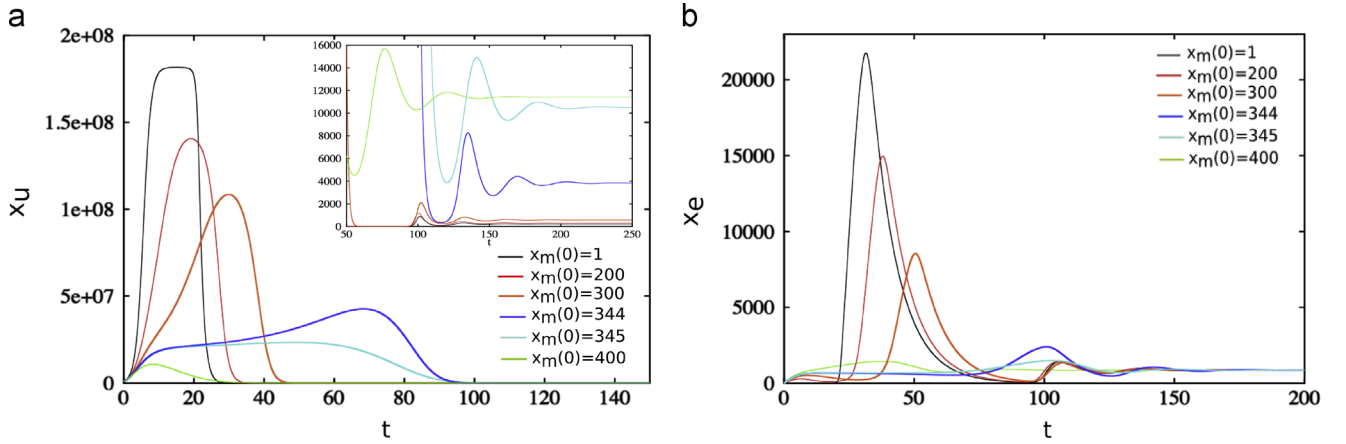 a
2e+08
1.5e+08
1e+08
5e+07
0
xu
0 20 40 60 80 100 120 140
t
16000
14000
12000
10000
8000
6000
4000
2000
0
50 100 150 200 250
t
xm(0)=1
xm(0)=200
xm(0)=300
xm(0)=344
xm(0)=345
xm(0)=400
b
20000
15000
10000
5000
0
xe
0 50 100 150 200
t
xm(0)=1
xm(0)=200
xm(0)=300
xm(0)=344
xm(0)=345
xm(0)=400